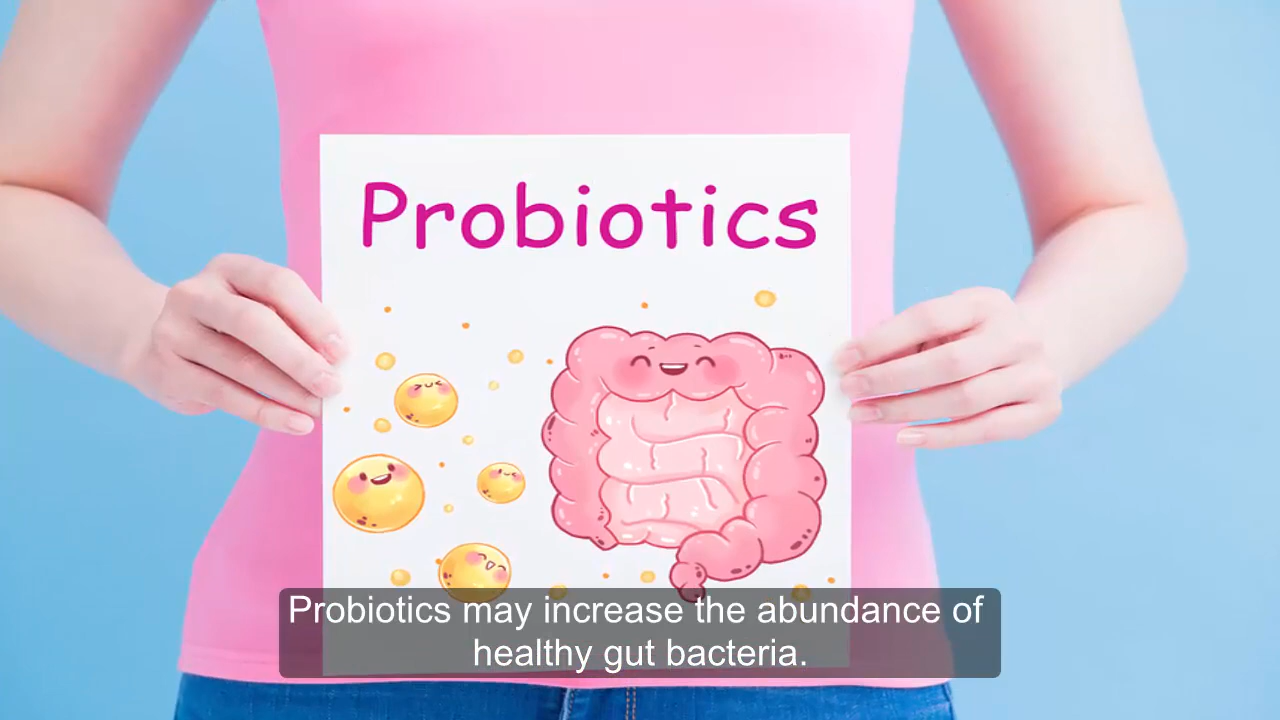 Probiotics
Probiotics may increase the abundance of
healthy gut bacteria.